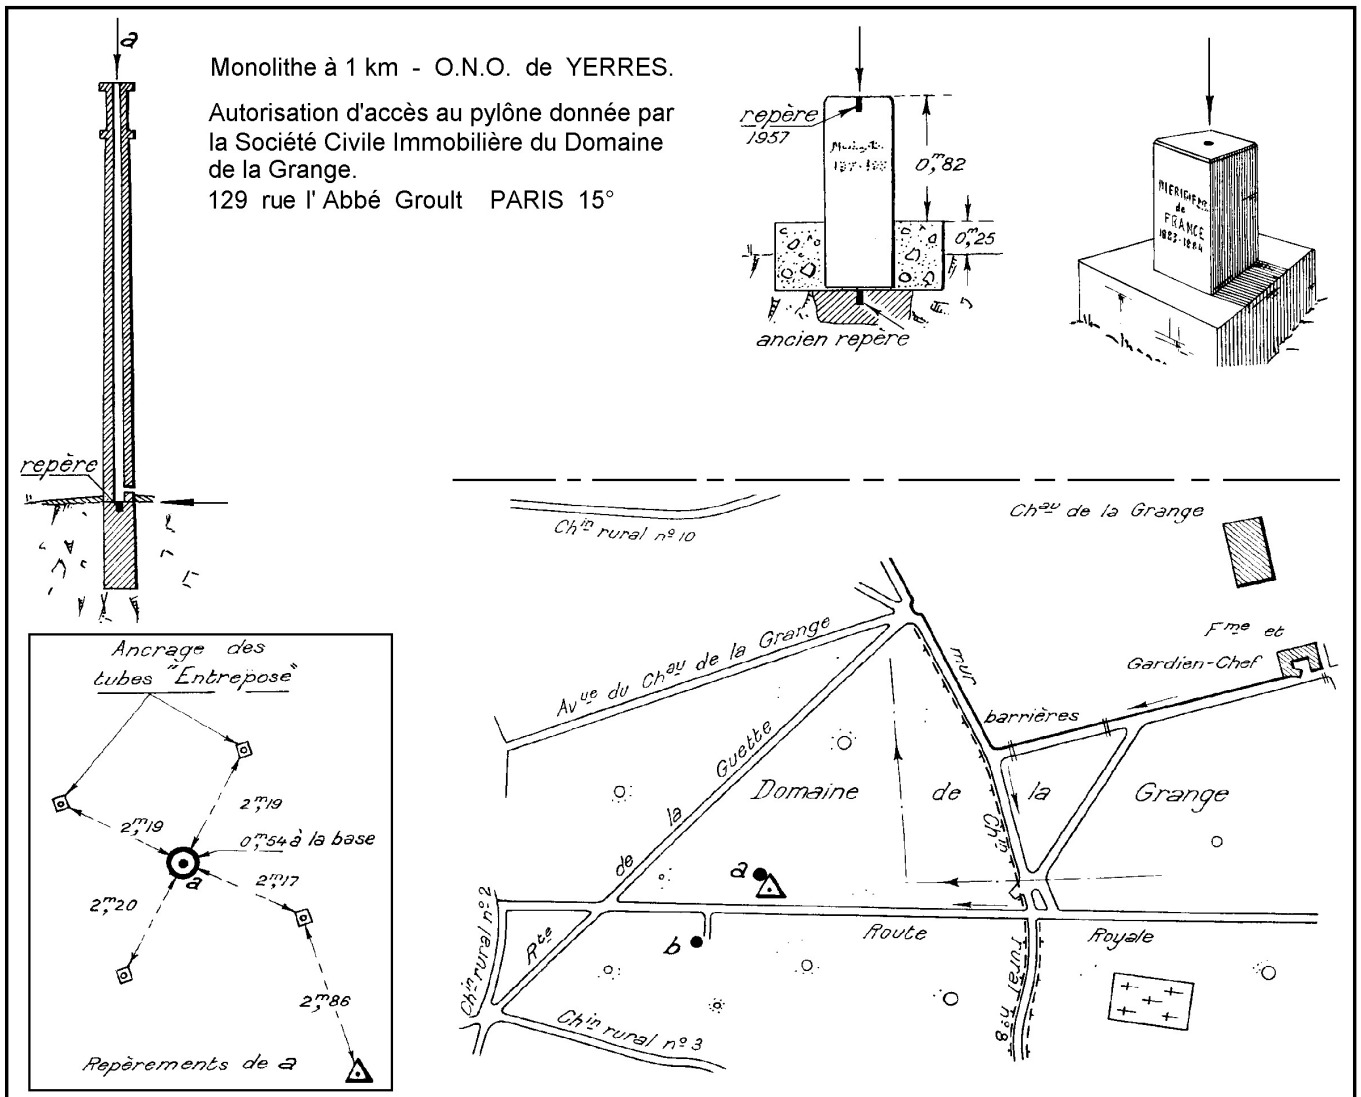 a
Monolithe à 1 km - O.N.O. de YERRES.
Autorisation d'accès au pylône donnée par
la Société Civile Immobilière du Domaine
de la Grange.
129 rue l' Abbé Groult PARIS 15°
repère
1957
0,m82
0,m25
ancien repère
MERIDIENNE
de
FRANCE
1883-1884
repère
Chin rural nº 10
Chau de la Grange
Fme et
Gardien-Chef
mur
barrières
Avue du Chau de la Grange
Rte de la Guette
Domaine de la Grange
Chin rural nº 8
a
b
Route Royale
Chin rural nº 2
Chin rural nº 3
Ancrage des
tubes "Entrepose"
2,m19
2,m19
0,m54 à la base
a
2,m17
2,m20
2,m86
Repèrements de a